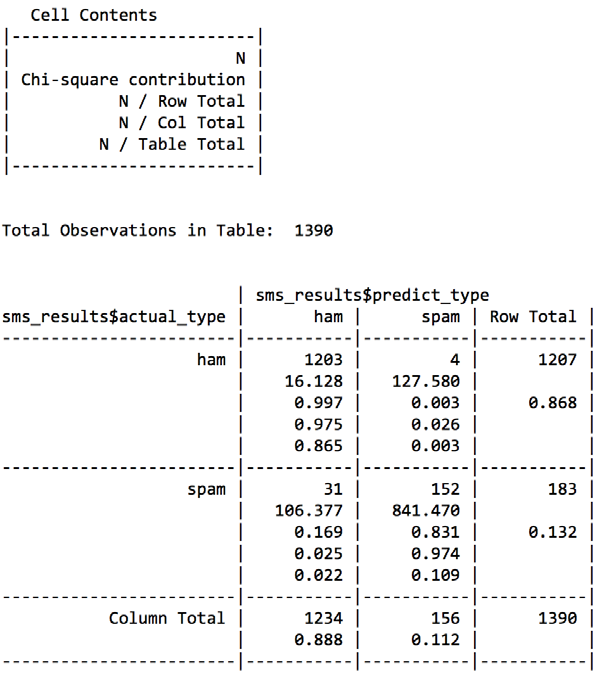 Cell Contents
|-------------------------|
|                       N |
| Chi-square contribution |
|           N / Row Total |
|           N / Col Total |
|         N / Table Total |
|-------------------------|
Total Observations in Table:  1390
                       | sms_results$predict_type
sms_results$actual_type |       ham |      spam | Row Total |
------------------------|-----------|-----------|-----------|
                    ham |      1203 |         4 |      1207 |
                        |    16.128 |   127.580 |           |
                        |     0.997 |     0.003 |     0.868 |
                        |     0.975 |     0.026 |           |
                        |     0.865 |     0.003 |           |
------------------------|-----------|-----------|-----------|
                   spam |        31 |       152 |       183 |
                        |   106.377 |   841.470 |           |
                        |     0.169 |     0.831 |     0.132 |
                        |     0.025 |     0.974 |           |
                        |     0.022 |     0.109 |           |
------------------------|-----------|-----------|-----------|
           Column Total |      1234 |       156 |      1390 |
                        |     0.888 |     0.112 |           |
------------------------|-----------|-----------|-----------|